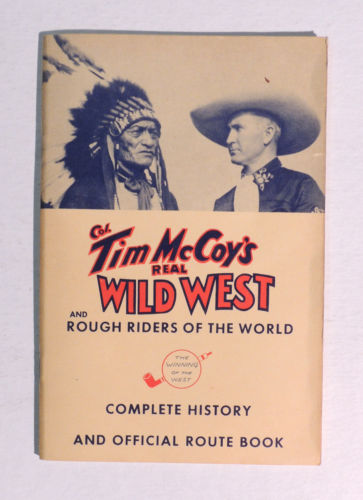 Col.
Tim McCoy's
REAL
WILD WEST
AND
ROUGH RIDERS OF THE WORLD
THE
WINNING
OF THE
WEST
COMPLETE HISTORY
AND OFFICIAL ROUTE BOOK